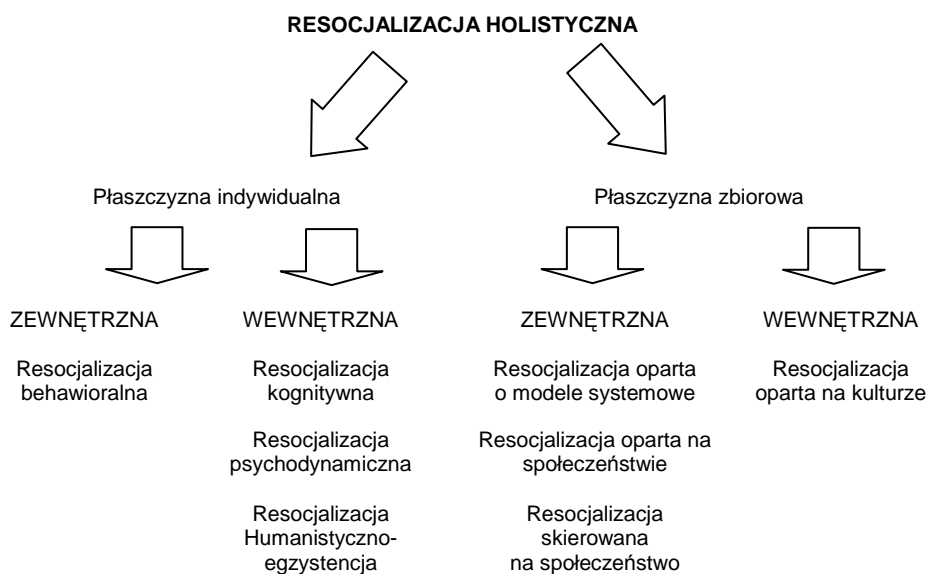 RESOCJALIZACJA HOLISTYCZNA
Płaszczyzna indywidualna
Płaszczyzna zbiorowa
ZEWNĘTRZNA
WEWNĘTRZNA
ZEWNĘTRZNA
WEWNĘTRZNA
Resocjalizacja
behawioralna
Resocjalizacja
kognitywna
Resocjalizacja oparta
o modele systemowe
Resocjalizacja
oparta na kulturze
Resocjalizacja
psychodynamiczna
Resocjalizacja oparta na
społeczeństwie
Resocjalizacja
Humanistyczno-
egzystencja
Resocjalizacja
skierowana
na społeczeństwo